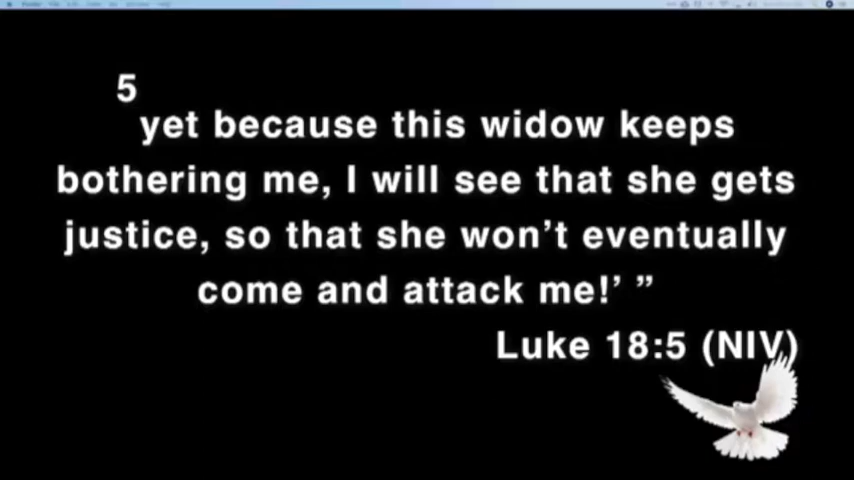 5
yet because this widow keeps
bothering me, I will see that she gets
justice, so that she won’t eventually
come and attack me!’ ”
Luke 18:5 (NIV)